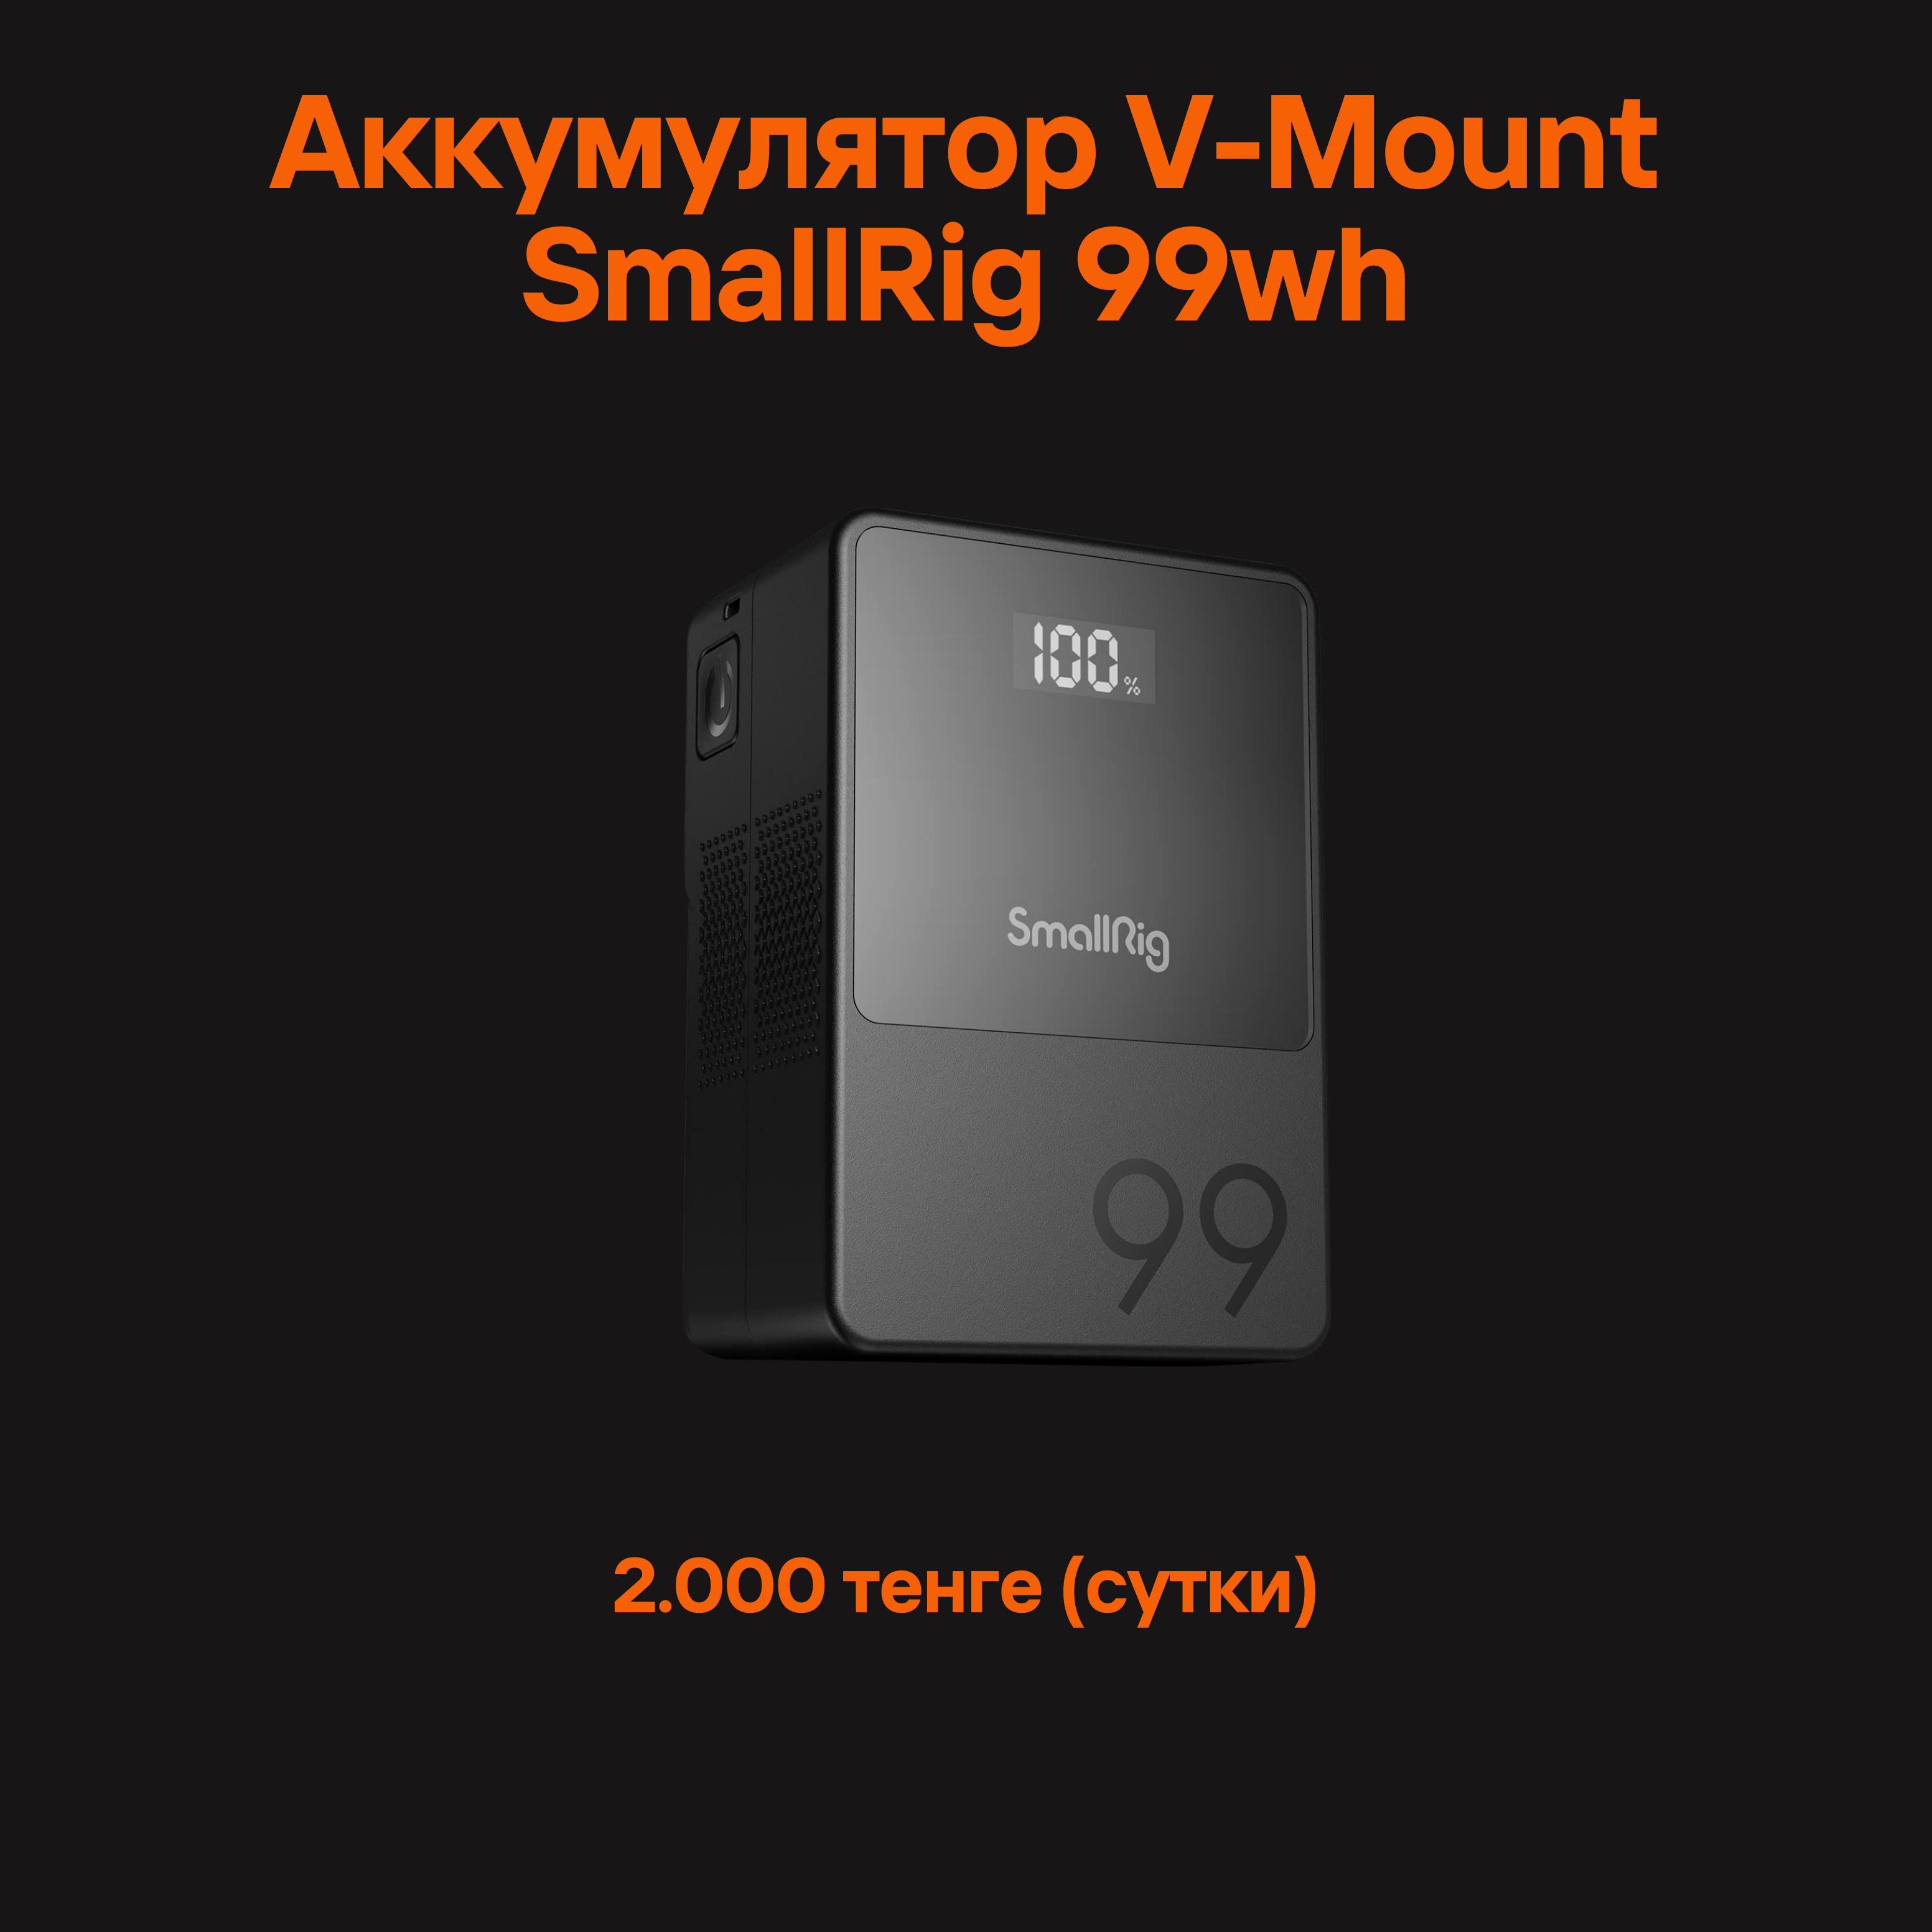 Аккумулятор V-Mount
SmallRig 99wh
100%
SmallRig
99
2.000 тенге (сутки)